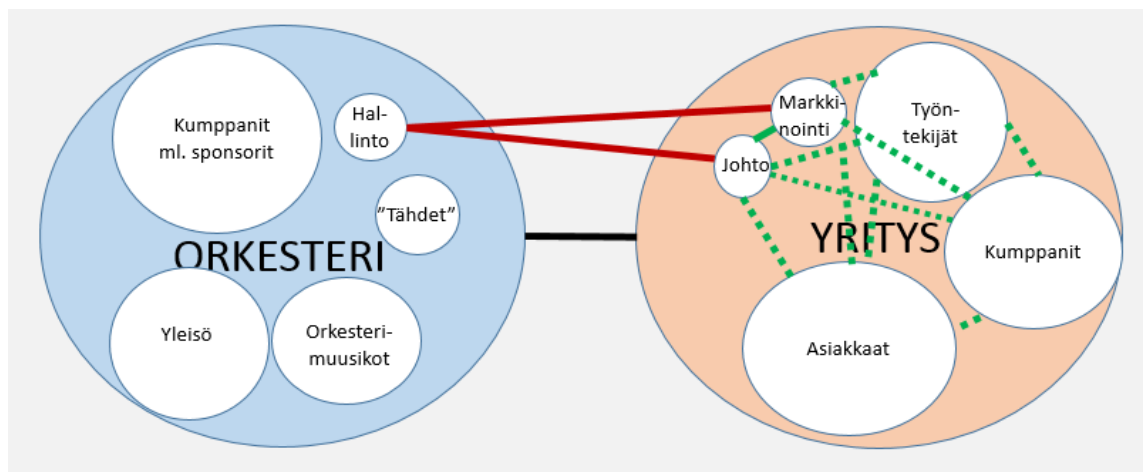 Kumppanit
ml. sponsorit
Hal-
linto
”Tähdet”
ORKESTERI
Yleisö
Orkesteri-
muusikot
Markki-
nointi
Johto
Työn-
tekijät
YRITYS
Kumppanit
Asiakkaat